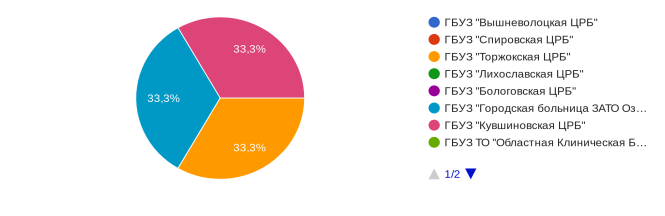 33,3%
33,3%
33,3%
ГБУЗ "Вышневолоцкая ЦРБ"
ГБУЗ "Спировская ЦРБ"
ГБУЗ "Торжокская ЦРБ"
ГБУЗ "Лихославская ЦРБ"
ГБУЗ "Бологовская ЦРБ"
ГБУЗ "Городская больница ЗАТО Оз...
ГБУЗ "Кувшиновская ЦРБ"
ГБУЗ ТО "Областная Клиническая Б...
1/2